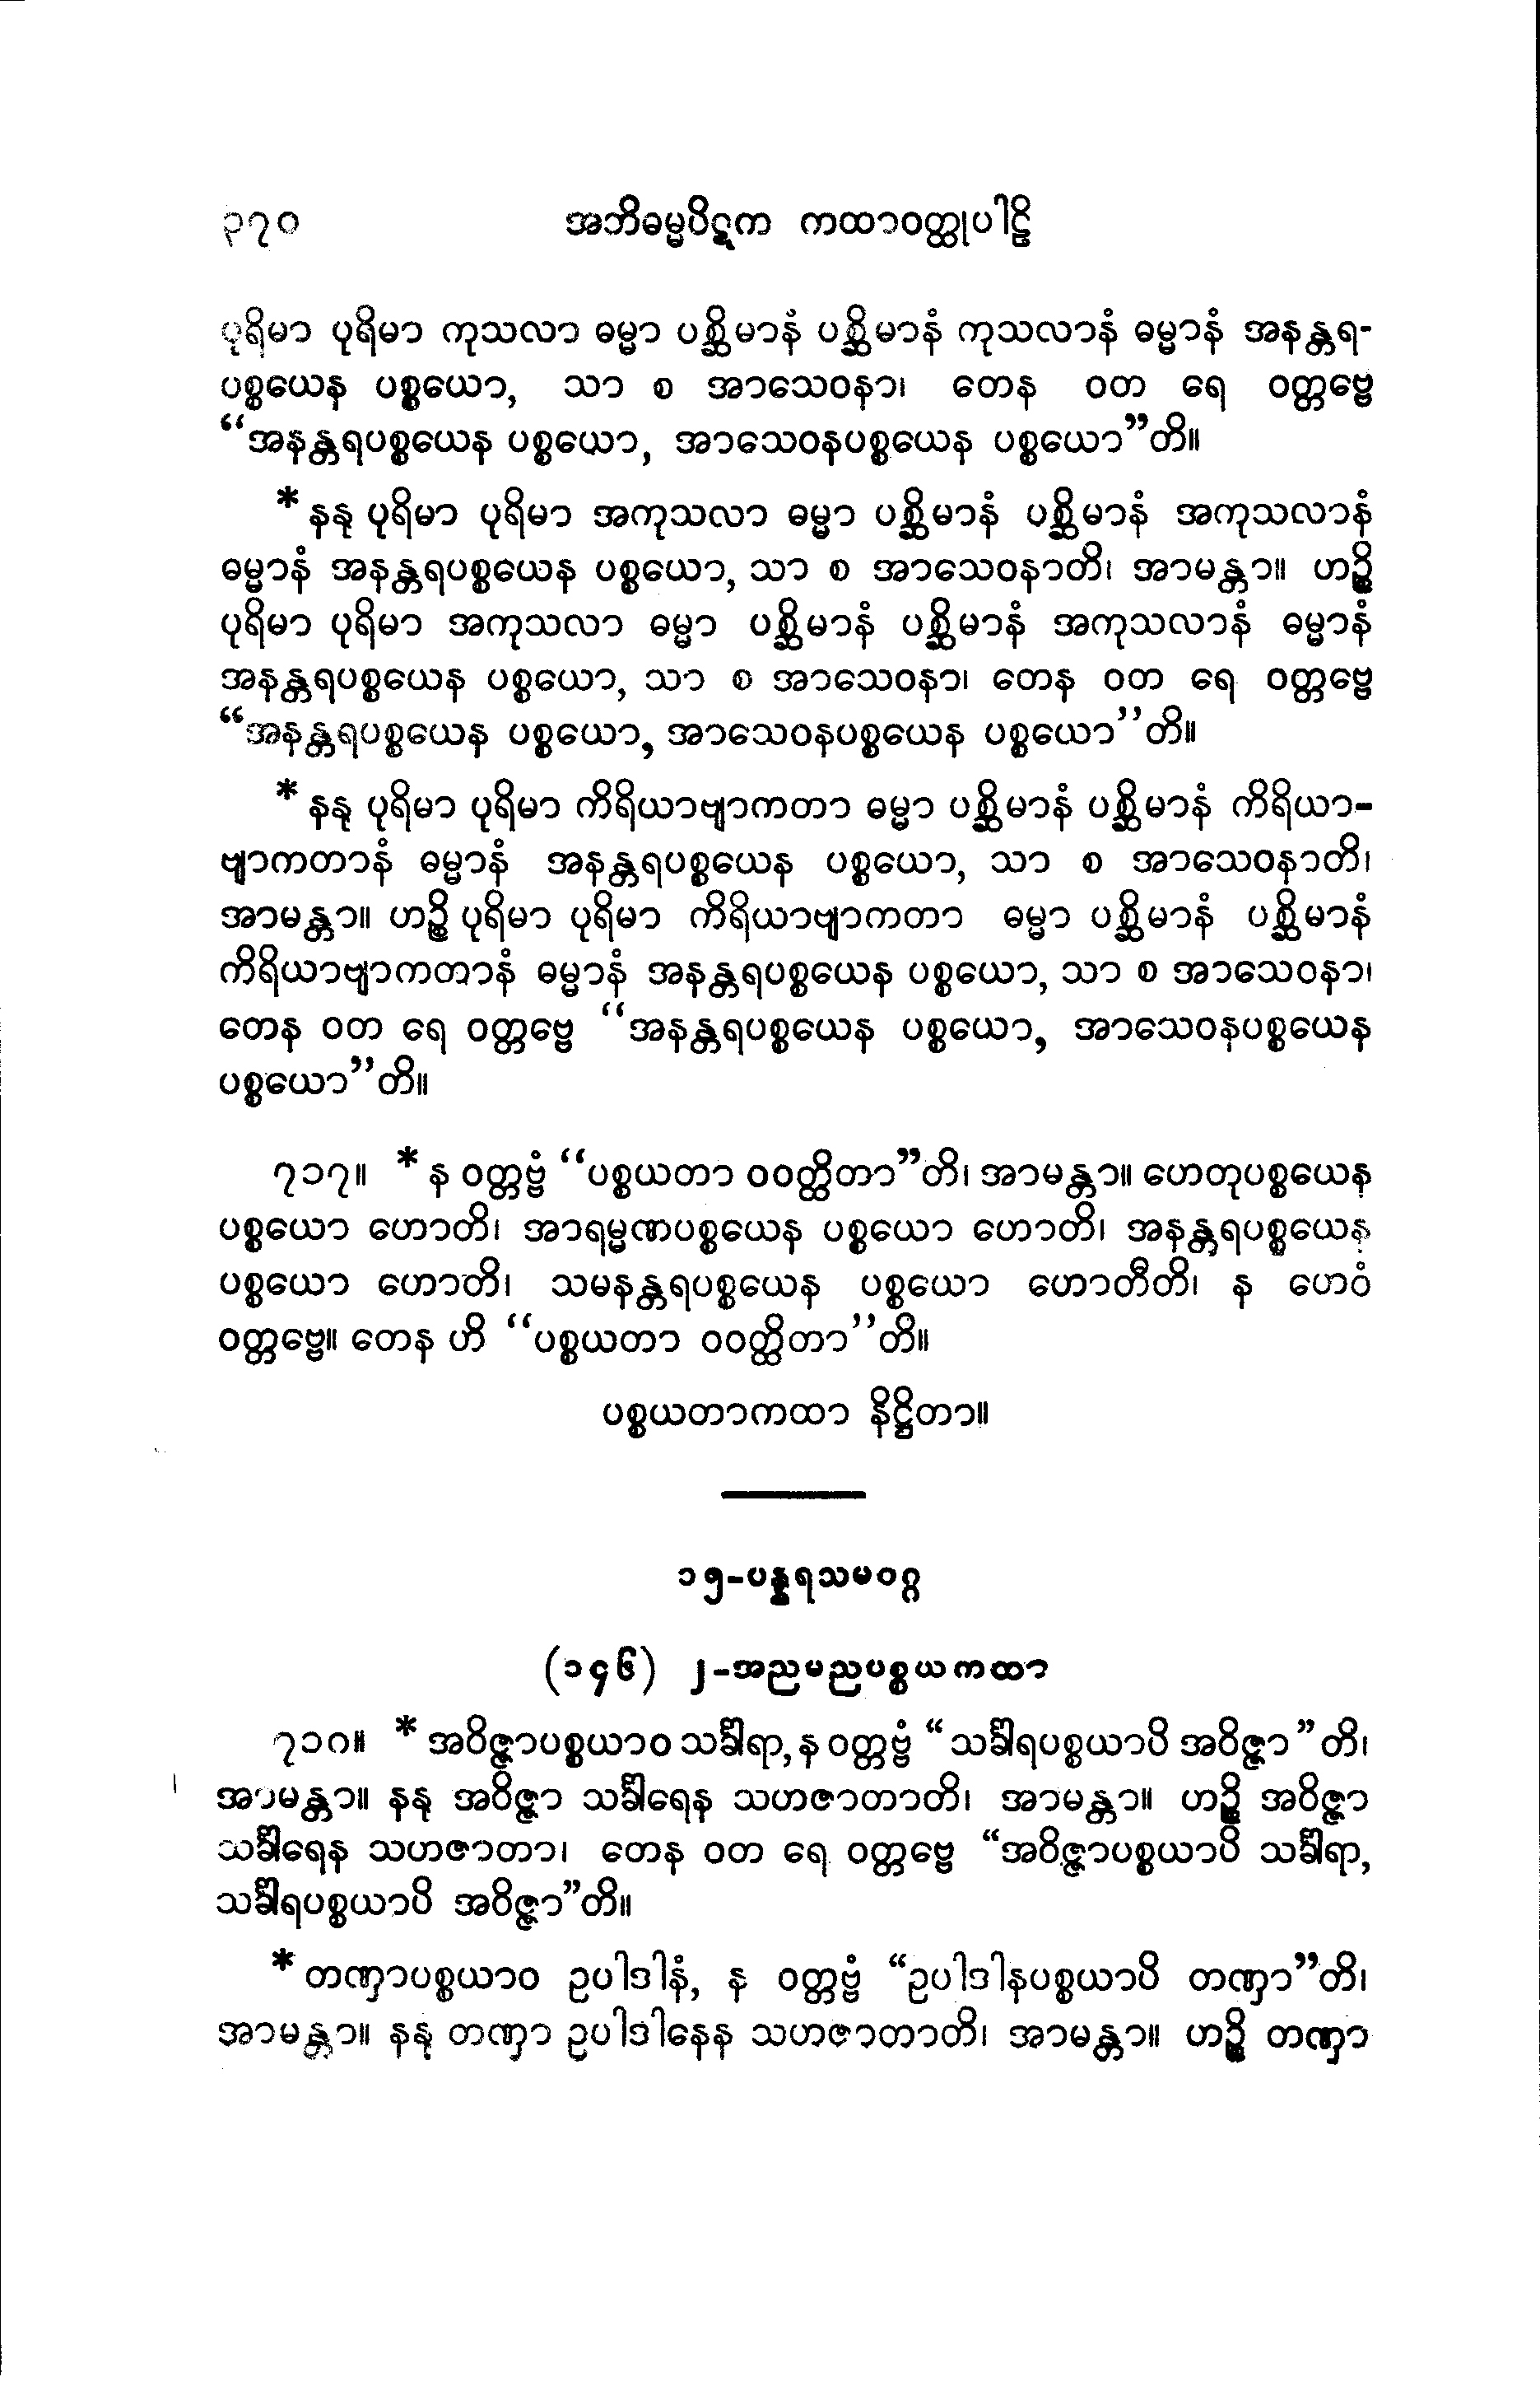 ၃၇၀ အဘိဓမ္မပိဋက ကထာဝတ္ထုပါဠိ
ပုရိမာ ပုရိမာ ကုသလာ ဓမ္မာ ပစ္ဆိမာနံ ပစ္ဆိမာနံ ကုသလာနံ ဓမ္မာနံ အနန္တရ-
ပစ္စယေန ပစ္စယော, သာ စ အာသေဝနာ၊ တေန ဝတ ရေ ဝတ္တဗ္ဗေ
“အနန္တရပစ္စယေန ပစ္စယော, အာသေဝနပစ္စယေန ပစ္စယော”တိ။
* နနု ပုရိမာ ပုရိမာ အကုသလာ ဓမ္မာ ပစ္ဆိမာနံ ပစ္ဆိမာနံ အကုသလာနံ
ဓမ္မာနံ အနန္တရပစ္စယေန ပစ္စယော, သာ စ အာသေဝနာတိ၊ အာမန္တာ။ ဟဉ္စိ
ပုရိမာ ပုရိမာ အကုသလာ ဓမ္မာ ပစ္ဆိမာနံ ပစ္ဆိမာနံ အကုသလာနံ ဓမ္မာနံ
အနန္တရပစ္စယေန ပစ္စယော, သာ စ အာသေဝနာ၊ တေန ဝတ ရေ ဝတ္တဗ္ဗေ
“အနန္တရပစ္စယေန ပစ္စယော, အာသေဝနပစ္စယေန ပစ္စယော’’တိ။
* နနု ပုရိမာ ပုရိမာ ကိရိယာဗျာကတာ ဓမ္မာ ပစ္ဆိမာနံ ပစ္ဆိမာနံ ကိရိယာ-
ဗျာကတာနံ ဓမ္မာနံ အနန္တရပစ္စယေန ပစ္စယော, သာ စ အာသေဝနာတိ၊
အာမန္တာ။ ဟဉ္စိ ပုရိမာ ပုရိမာ ကိရိယာဗျာကတာ ဓမ္မာ ပစ္ဆိမာနံ ပစ္ဆိမာနံ
ကိရိယာဗျာကတာနံ ဓမ္မာနံ အနန္တရပစ္စယေန ပစ္စယော, သာ စ အာသေဝနာ၊
တေန ဝတ ရေ ဝတ္တဗ္ဗေ ‘‘အနန္တရပစ္စယေန ပစ္စယော, အာသေဝနပစ္စယေန
ပစ္စယော”တိ။
၇၁၇။ * န ဝတ္တဗ္ဗံ ‘‘ပစ္စယတာ ဝဝတ္ထိတာ”တိ၊ အာမန္တာ။ ဟေတုပစ္စယေန
ပစ္စယော ဟောတိ၊ အာရမ္မဏပစ္စယေန ပစ္စယော ဟောတိ၊ အနန္တရပစ္စယေန
ပစ္စယော ဟောတိ၊ သမနန္တရပစ္စယေန ပစ္စယော ဟောတီတိ၊ န ဟေဝံ
ဝတ္တဗ္ဗေ။ တေန ဟိ ‘‘ပစ္စယတာ ဝဝတ္ထိတာ’’တိ။
ပစ္စယတာကထာ နိဋ္ဌိတာ။
၁၅-ပန္နရသမဝဂ္ဂ
(၁၄၆) ၂-အညမညပစ္စယကထာ
၇၁၈။ * အဝိဇ္ဇာပစ္စယာဝ သင်္ခါရာ, န ဝတ္တဗ္ဗံ “သင်္ခါရပစ္စယာပိ အဝိဇ္ဇာ”တိ၊
အာမန္တာ။ နနု အဝိဇ္ဇာ သင်္ခါရေန သဟဇာတာတိ၊ အာမန္တာ။ ဟဉ္စိ အဝိဇ္ဇာ
သင်္ခါရေန သဟဇာတာ၊ တေန ဝတ ရေ ဝတ္တဗ္ဗေ “အဝိဇ္ဇာပစ္စယာပိ သင်္ခါရာ,
သင်္ခါရပစ္စယာပိ အဝိဇ္ဇာ”တိ။
* တဏှာပစ္စယာဝ ဥပါဒါနံ, န ဝတ္တဗ္ဗံ “ဥပါဒါနပစ္စယာပိ တဏှာ”တိ၊
အာမန္တာ။ နနု တဏှာ ဥပါဒါနေန သဟဇာတာတိ၊ အာမန္တာ။ ဟဉ္စိ တဏှာ